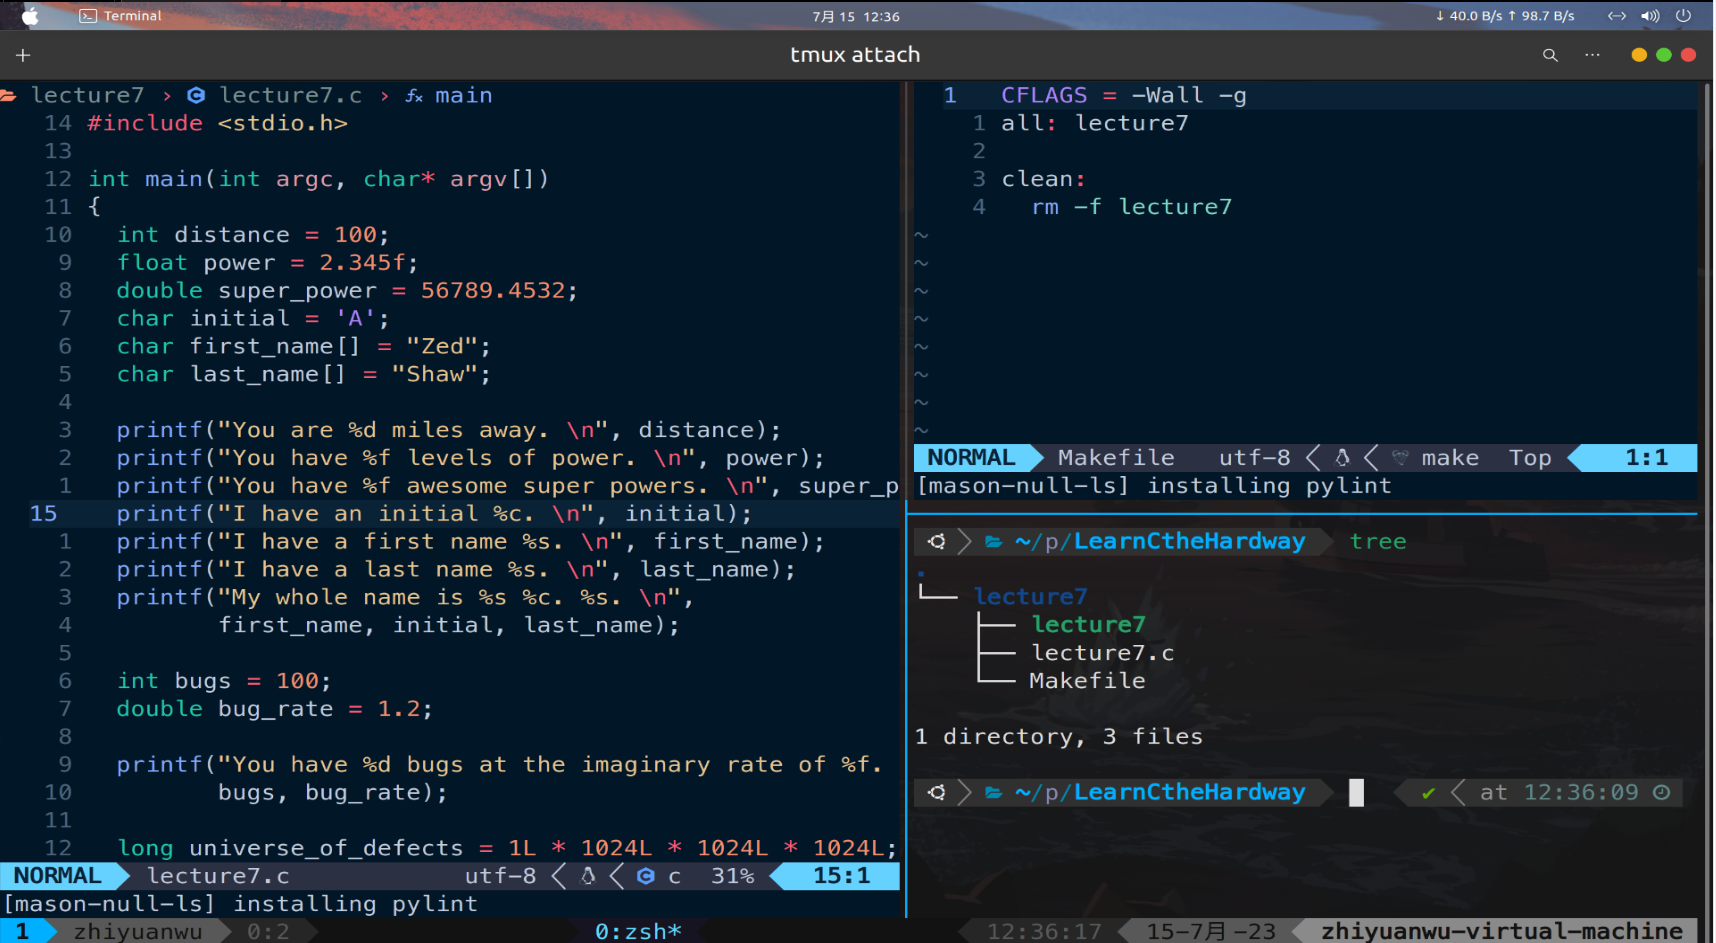 Terminal
7月 15 12:36
↓ 40.0 B/s ↑ 98.7 B/s
tmux attach
lecture7 › lecture7.c › main
14 #include <stdio.h>
13
12 int main(int argc, char* argv[])
11 {
10 int distance = 100;
9 float power = 2.345f;
8 double super_power = 56789.4532;
7 char initial = 'A';
6 char first_name[] = "Zed";
5 char last_name[] = "Shaw";
4
3 printf("You are %d miles away. \n", distance);
2 printf("You have %f levels of power. \n", power);
1 printf("You have %f awesome super powers. \n", super_p
15 printf("I have an initial %c. \n", initial);
1 printf("I have a first name %s. \n", first_name);
2 printf("I have a last name %s. \n", last_name);
3 printf("My whole name is %s %c. %s. \n",
4 first_name, initial, last_name);
5
6 int bugs = 100;
7 double bug_rate = 1.2;
8
9 printf("You have %d bugs at the imaginary rate of %f.
10 bugs, bug_rate);
11
12 long universe_of_defects = 1L * 1024L * 1024L * 1024L;
NORMAL lecture7.c utf-8 c 31% 15:1
[mason-null-ls] installing pylint
1 CFLAGS = -Wall -g
1 all: lecture7
2
3 clean:
4 rm -f lecture7
~
~
~
~
~
~
~
~
NORMAL Makefile utf-8 make Top 1:1
[mason-null-ls] installing pylint
~/p/LearnCtheHardway tree
.
└── lecture7
├── lecture7
├── lecture7.c
└── Makefile
1 directory, 3 files
~/p/LearnCtheHardway ✔ at 12:36:09
1 zhiyuanwu 0:2 0:zsh* 12:36:17 15-7月 -23 zhiyuanwu-virtual-machine